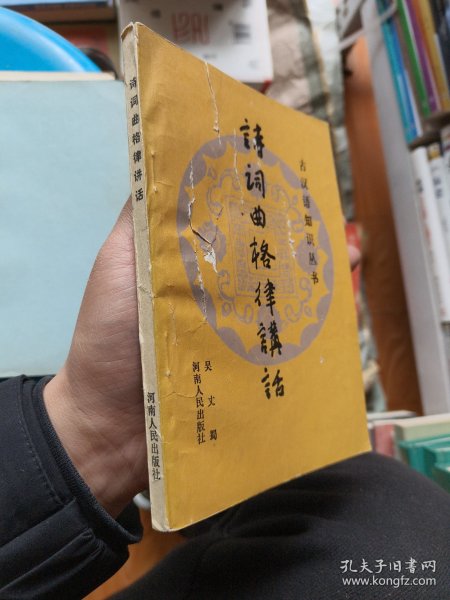 诗词曲格律讲话
河南人民出版社
古汉语知识丛书
詩词曲格律講话
吴丈蜀
河南人民出版社
孔夫子旧书网
www.kongfz.com